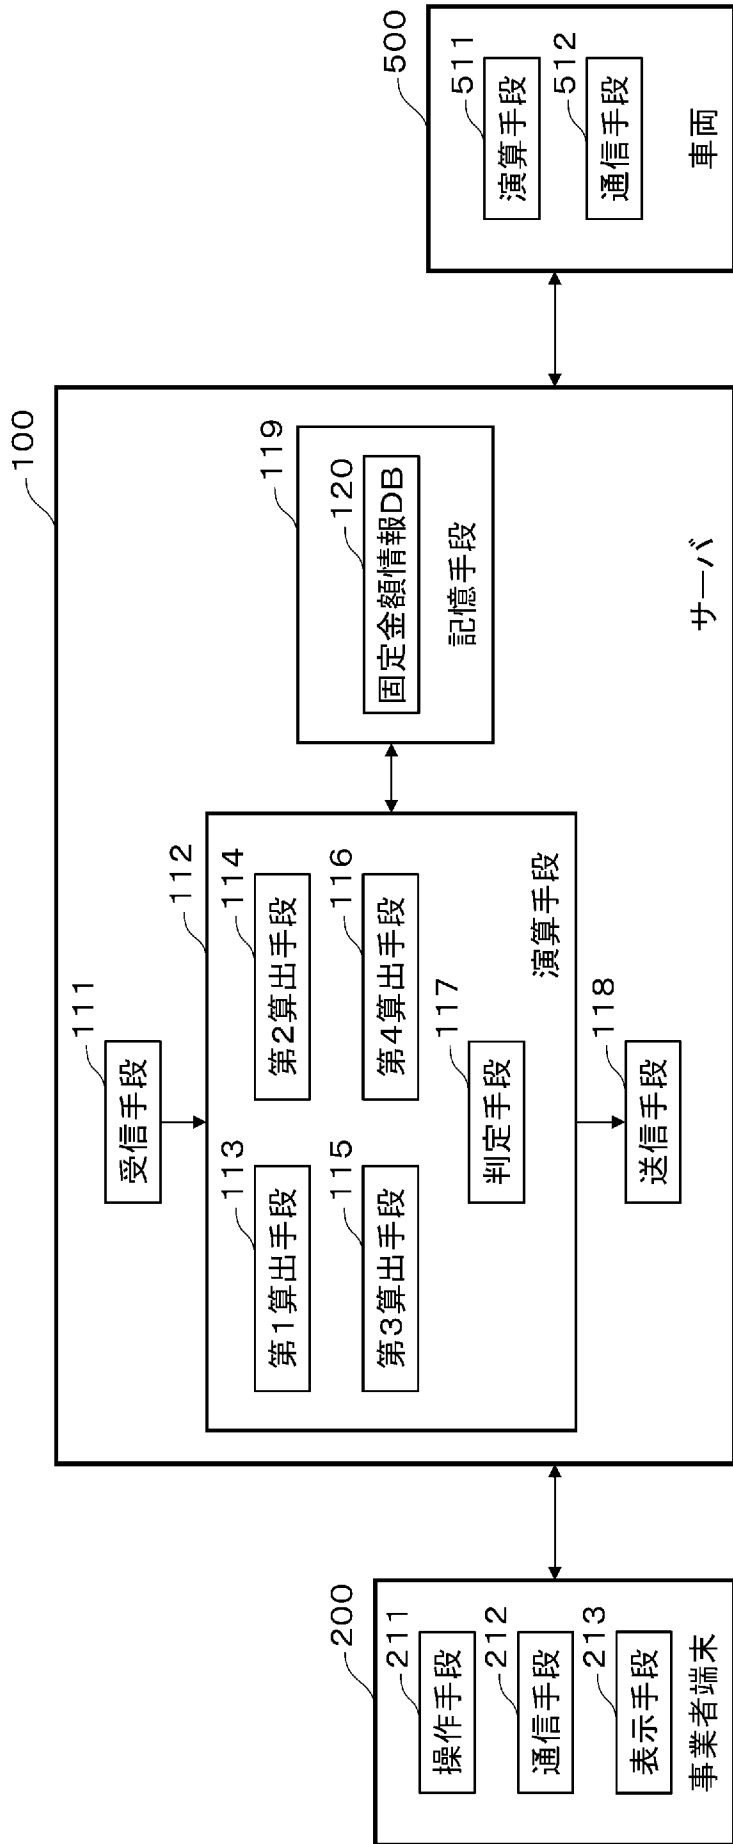 200
211
操作手段
212
通信手段
213
表示手段
事業者端末
100
111
受信手段
112
113
第1算出手段
114
第2算出手段
115
第3算出手段
116
第4算出手段
117
判定手段
演算手段
118
送信手段
119
120
固定金額情報DB
記憶手段
サーバ
500
511
演算手段
512
通信手段
車両